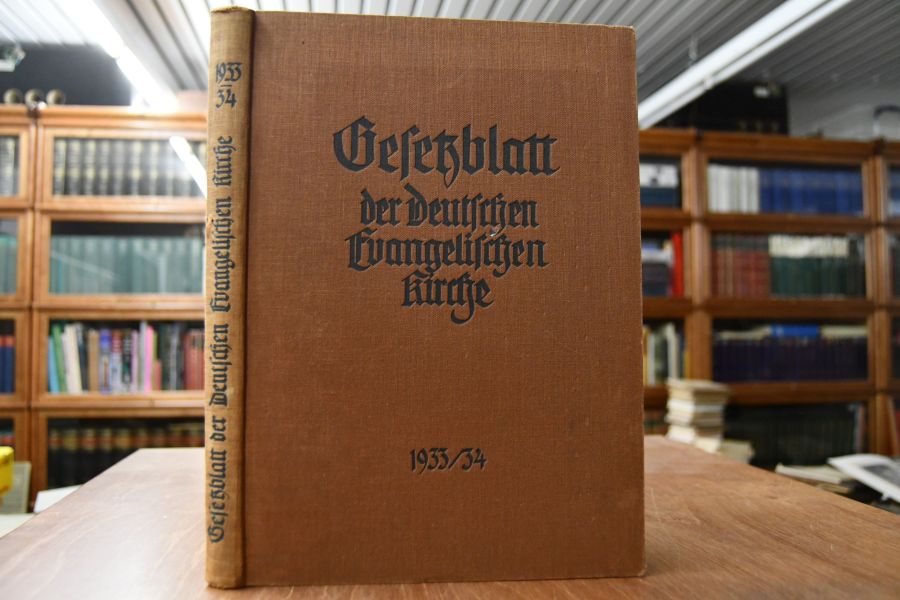 1933
34
Gesetzblatt der Deutschen Evangelischen Kirche
Gesetzblatt
der Deutschen
Evangelischen
Kirche
1933/34